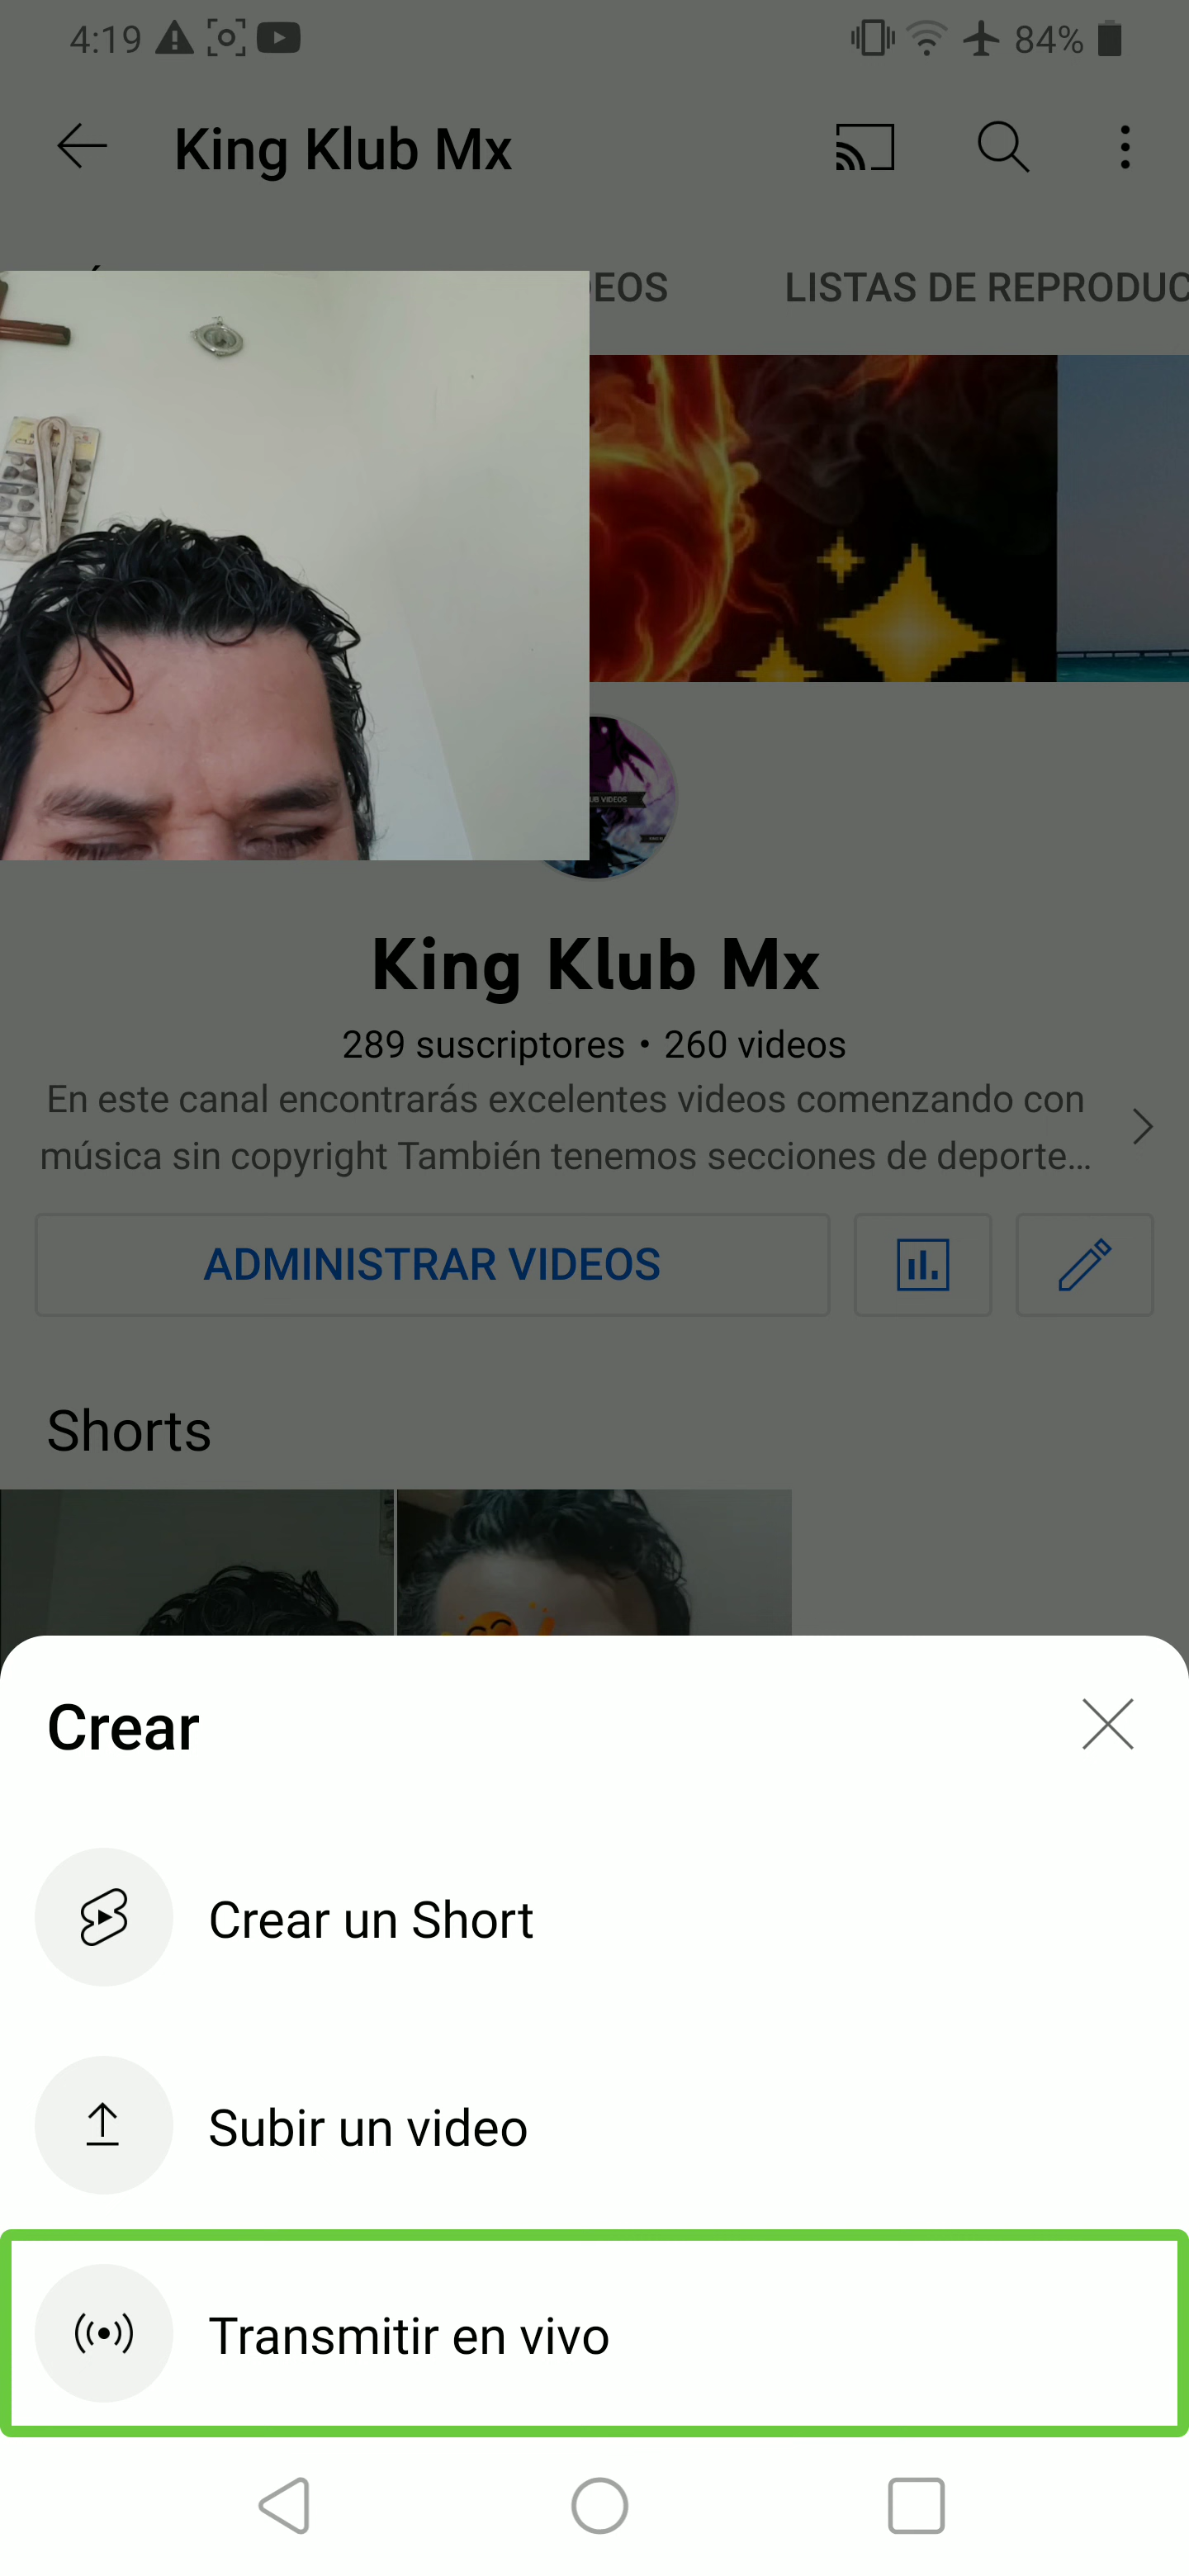 4:19
84%
King Klub Mx
EOS
LISTAS DE REPRODUC
UB VIDEOS
King Klub Mx
289 suscriptores • 260 videos
En este canal encontrarás excelentes videos comenzando con
música sin copyright También tenemos secciones de deporte...
ADMINISTRAR VIDEOS
Shorts
Crear
Crear un Short
Subir un video
Transmitir en vivo